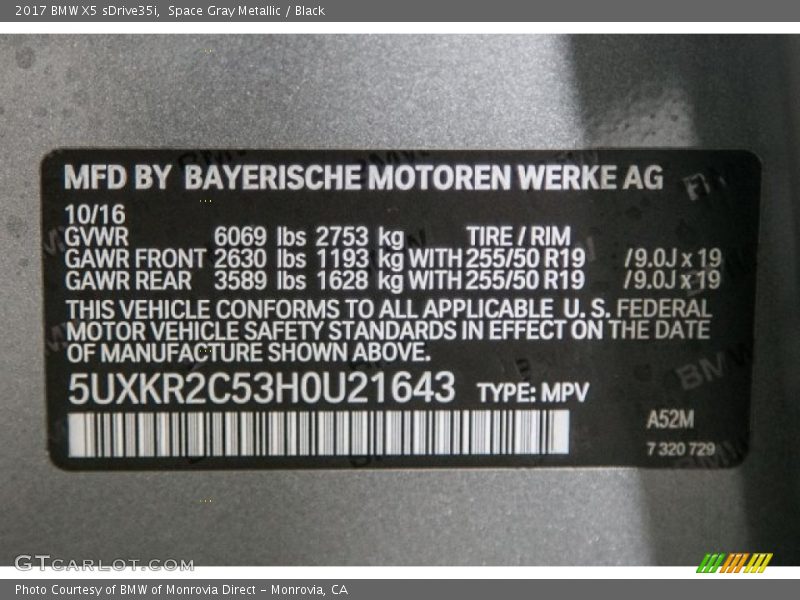 2017 BMW X5 sDrive35i, Space Gray Metallic / Black
MFD BY BAYERISCHE MOTOREN WERKE AG
10/16
GVWR 6069 lbs 2753 kg TIRE / RIM
GAWR FRONT 2630 lbs 1193 kg WITH 255/50 R19 /9.0J x 19
GAWR REAR 3589 lbs 1628 kg WITH 255/50 R19 /9.0J x 19
THIS VEHICLE CONFORMS TO ALL APPLICABLE U. S. FEDERAL
MOTOR VEHICLE SAFETY STANDARDS IN EFFECT ON THE DATE
OF MANUFACTURE SHOWN ABOVE.
5UXKR2C53H0U21643 TYPE: MPV
A52M
7 320 729
GTCARLOT.COM
Photo Courtesy of BMW of Monrovia Direct - Monrovia, CA